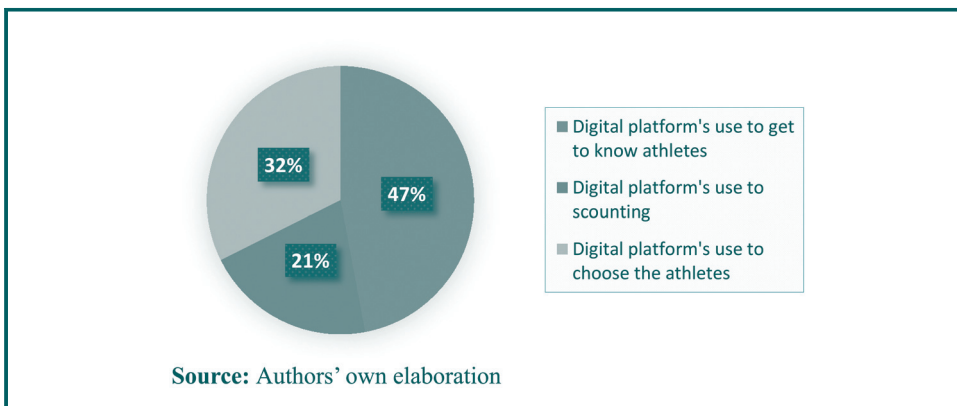 32%
47%
21%
Digital platform's use to get
to know athletes
Digital platform's use to
scounting
Digital platform's use to
choose the athletes
Source: Authors' own elaboration